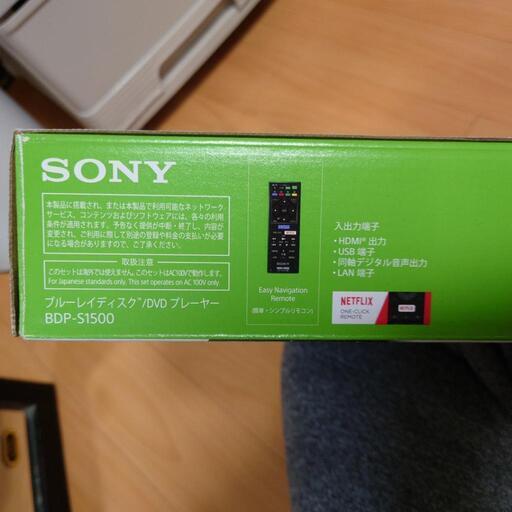 SONY
本製品に搭載され、または本製品で利用可能なネットワーク
サービス、コンテンツおよびソフトウェアには、各々の利用
条件が適用されます。予告なく提供が中断・終了し、内容が
変更され、ご利用に際して別途の登録や料金の支払いが必要
になる場合がありますので、ご了承ください。
取扱注意
このセットは海外では使えません。このセットはAC100Vで動作します。
For Japanese standards only. This set operates on AC 100V only.
ブルーレイディスク™/DVD プレーヤー
BDP-S1500
Easy Navigation
Remote
(簡単・シンプルリモコン)
入出力端子
・HDMI® 出力
・USB 端子
・同軸デジタル音声出力
・LAN 端子
NETFLIX
ONE-CLICK
REMOTE
NETFLIX